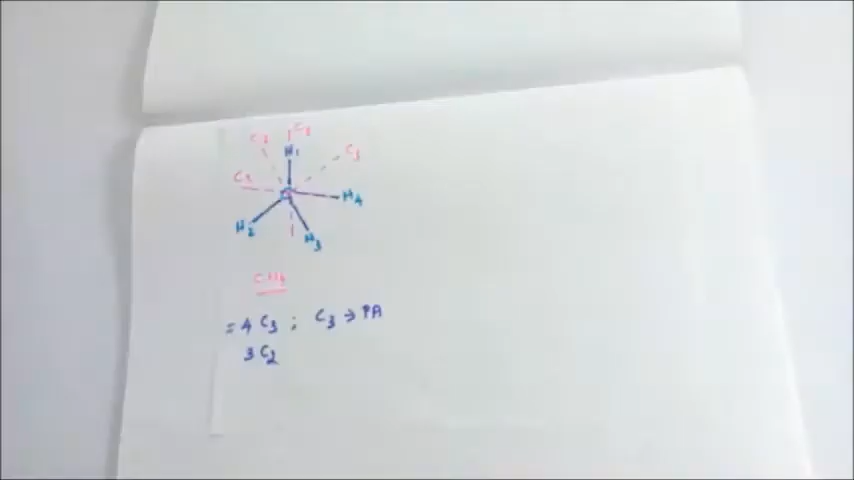 C3 C3
H1 C3
C3
H4
H2 H3
CH4
= 4 C3 ; C3 → PA
3 C2